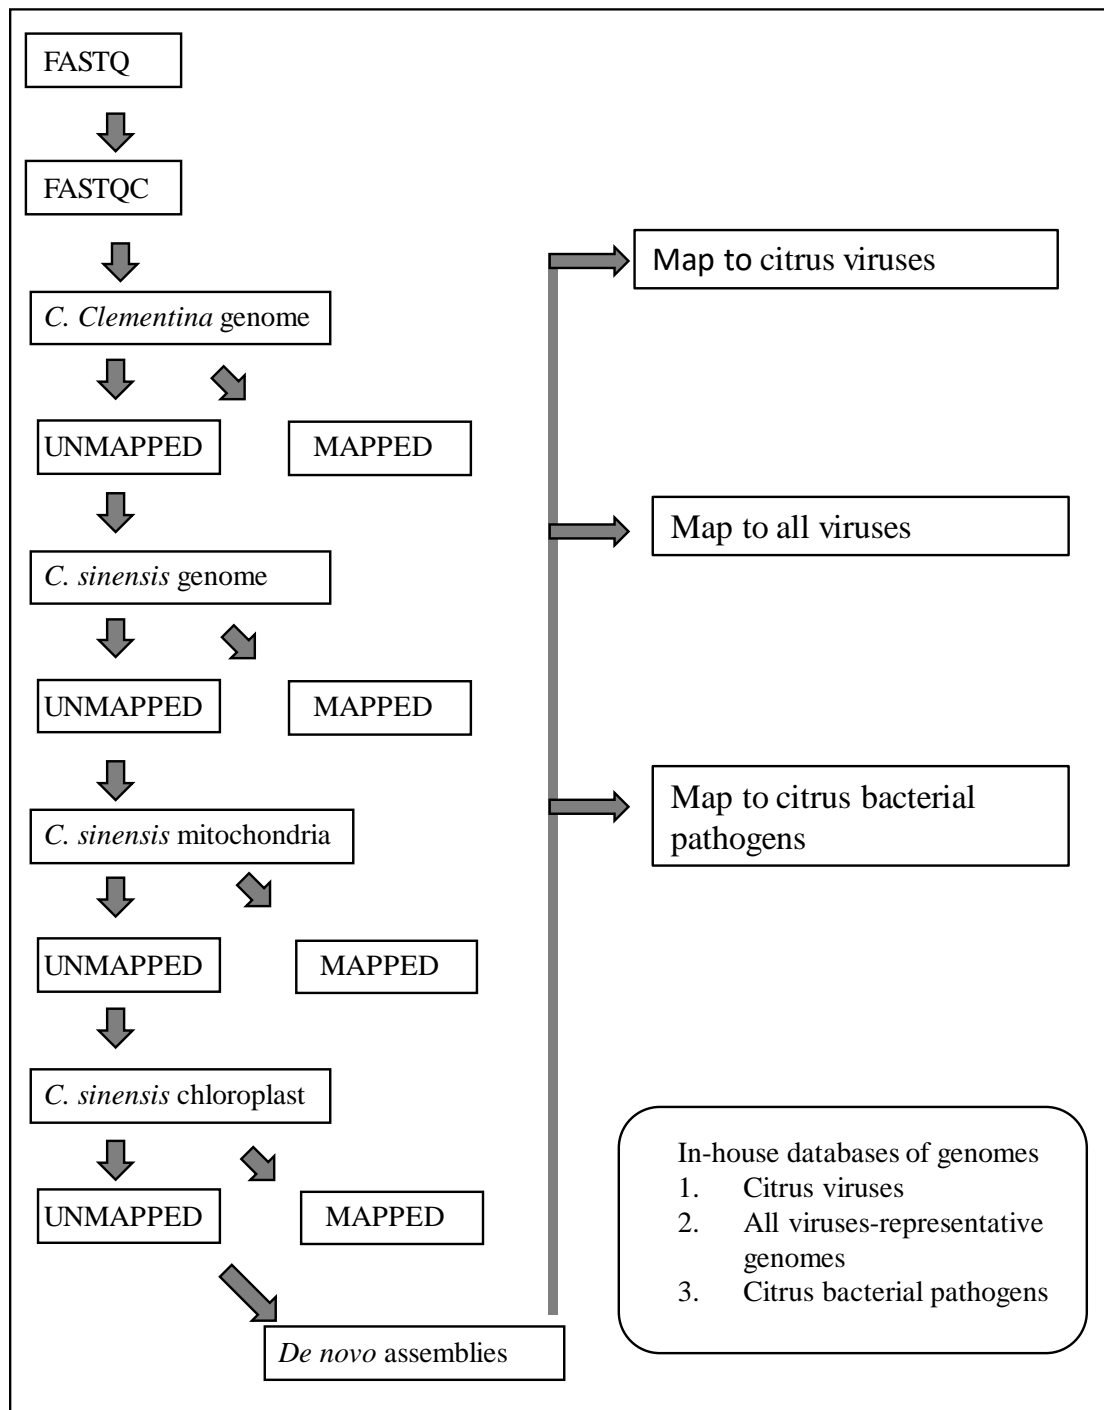 FASTQ
FASTQC
C. Clementina genome
UNMAPPED
MAPPED
C. sinensis genome
UNMAPPED
MAPPED
C. sinensis mitochondria
UNMAPPED
MAPPED
C. sinensis chloroplast
UNMAPPED
MAPPED
De novo assemblies
Map to citrus viruses
Map to all viruses
Map to citrus bacterial
pathogens
In-house databases of genomes
1. Citrus viruses
2. All viruses-representative
genomes
3. Citrus bacterial pathogens